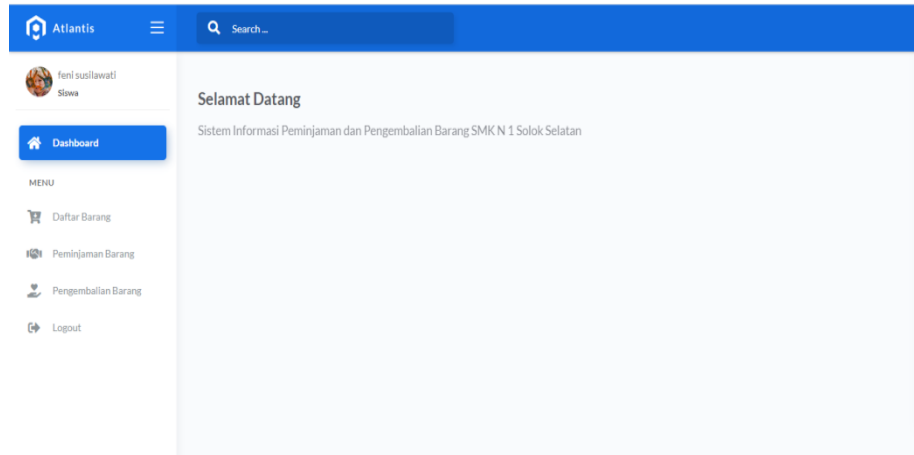 Atlantis
Search ...
feni susilawati
Siswa
Selamat Datang
Sistem Informasi Peminjaman dan Pengembalian Barang SMK N 1 Solok Selatan
Dashboard
MENU
Daftar Barang
Peminjaman Barang
Pengembalian Barang
Logout